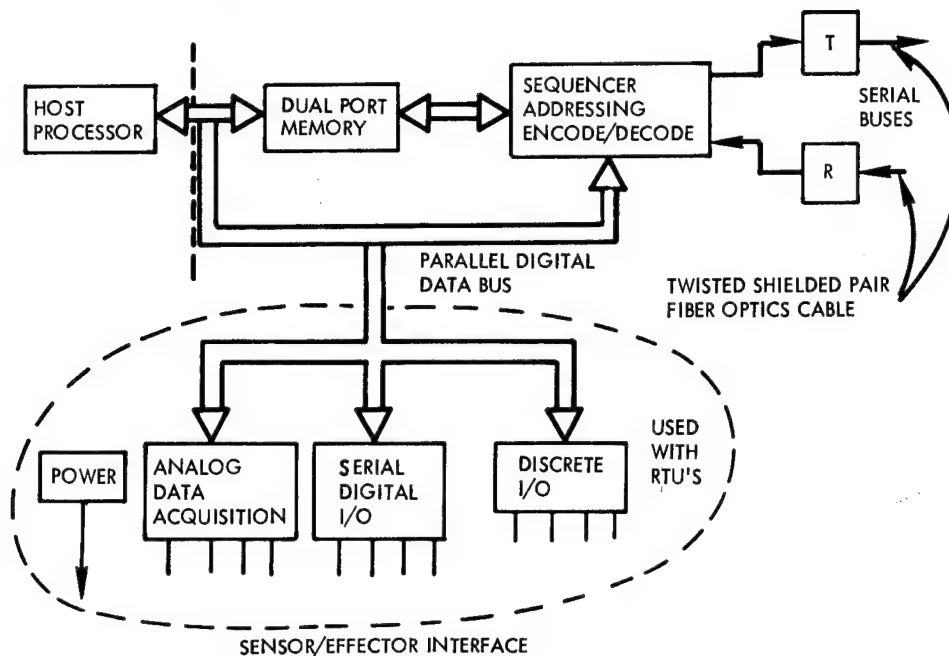 HOST
PROCESSOR
DUAL PORT
MEMORY
SEQUENCER
ADDRESSING
ENCODE/DECODE
T
SERIAL
BUSES
R
PARALLEL DIGITAL
DATA BUS
TWISTED SHIELDED PAIR
FIBER OPTICS CABLE
POWER
ANALOG
DATA
ACQUISITION
SERIAL
DIGITAL
I/O
DISCRETE
I/O
USED
WITH
RTU'S
SENSOR/EFFECTOR INTERFACE